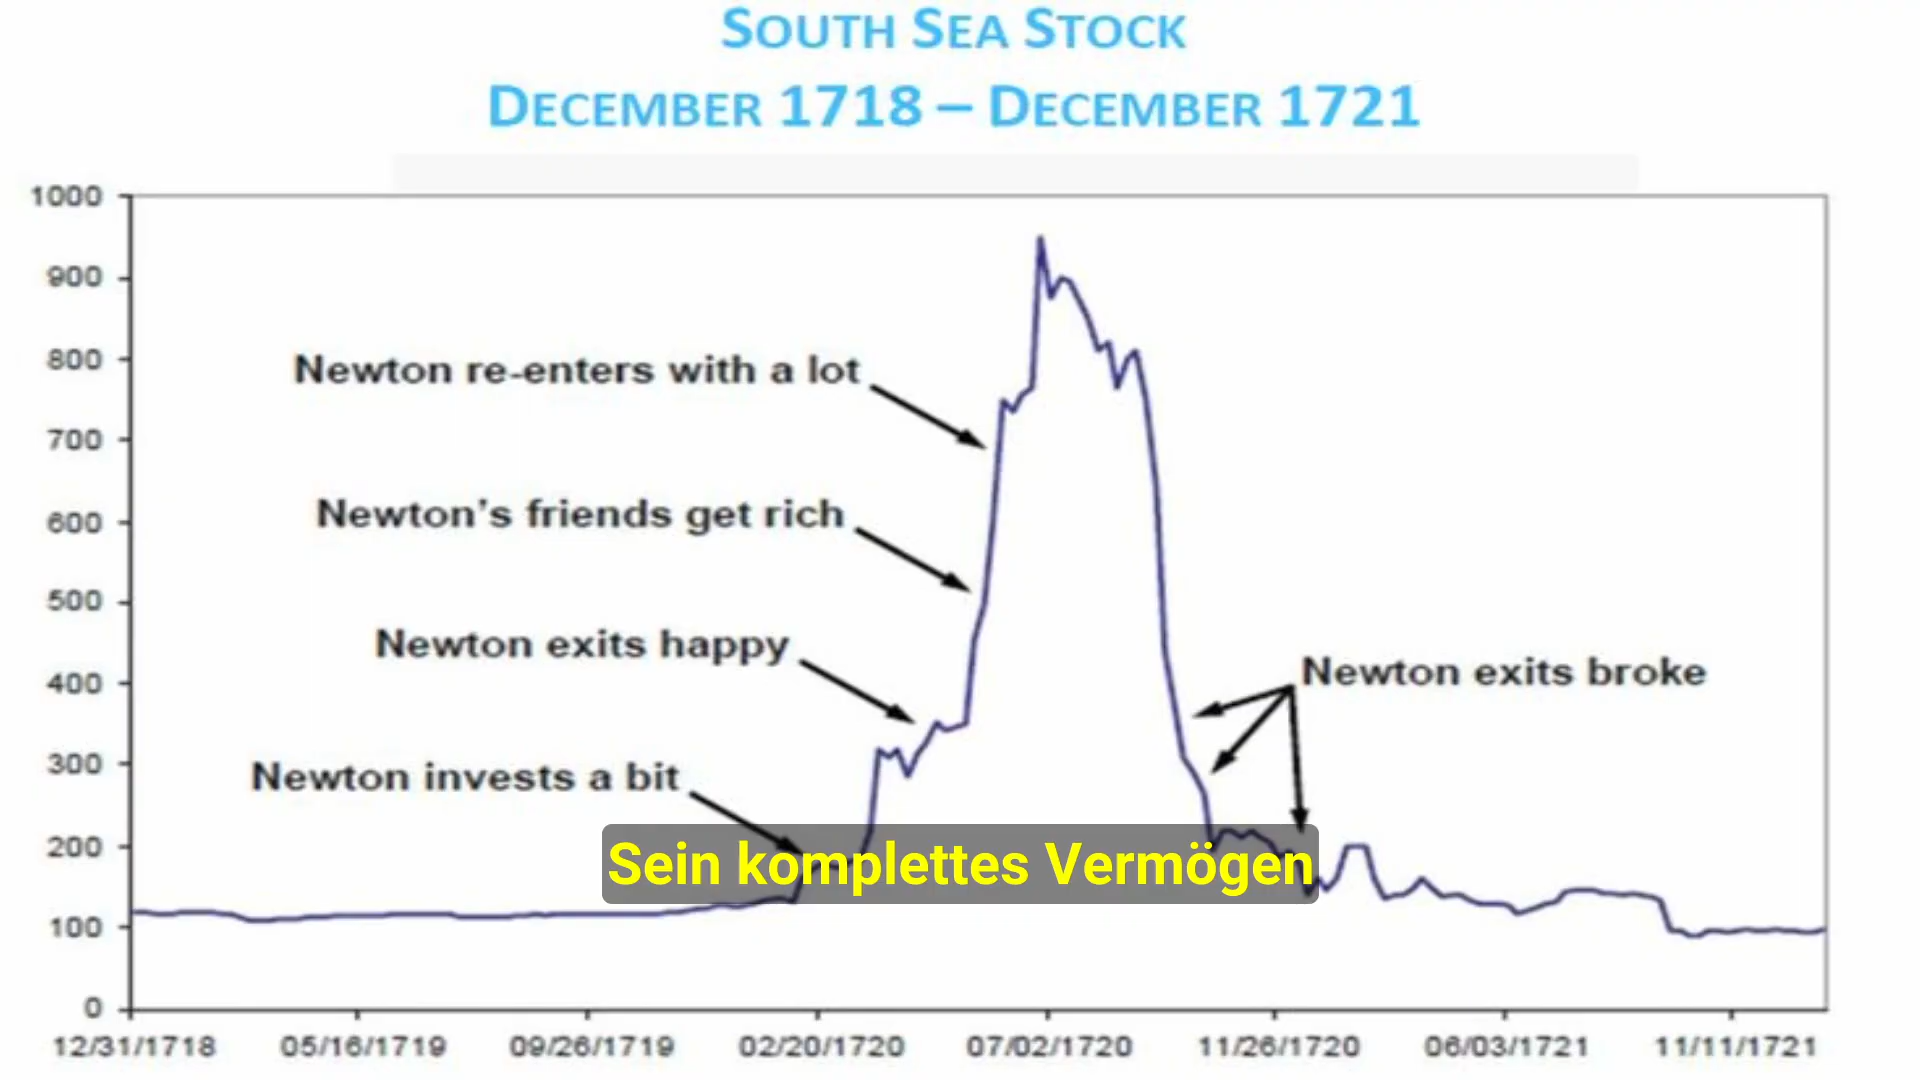 SOUTH SEA STOCK
DECEMBER 1718 – DECEMBER 1721
1000
900
800
700
600
500
400
300
200
100
0
Newton re-enters with a lot
Newton's friends get rich
Newton exits happy
Newton exits broke
Newton invests a bit
Sein komplettes Vermögen
12/31/1718 05/16/1719 09/26/1719 02/20/1720 07/02/1720 11/26/1720 06/03/1721 11/11/1721